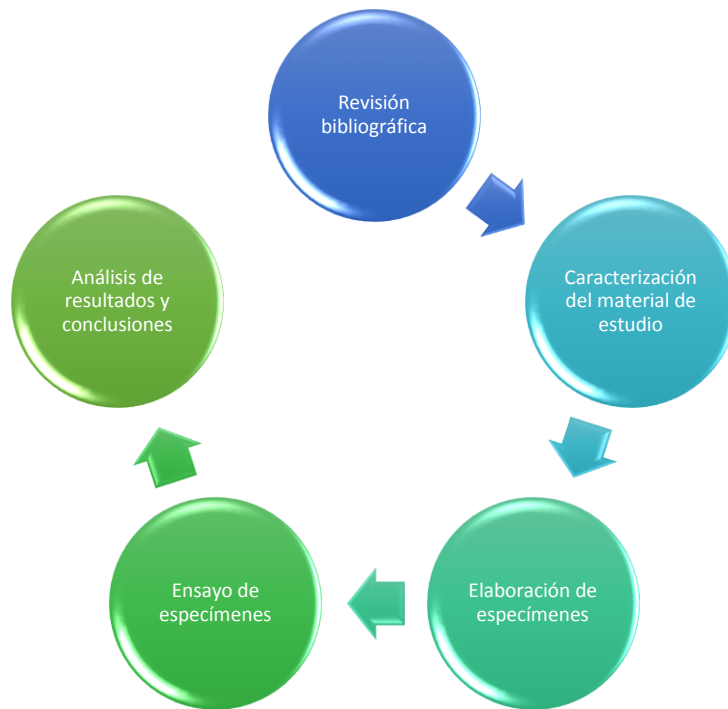 Revisión
bibliográfica
Caracterización
del material de
estudio
Elaboración de
especímenes
Ensayo de
especímenes
Análisis de
resultados y
conclusiones